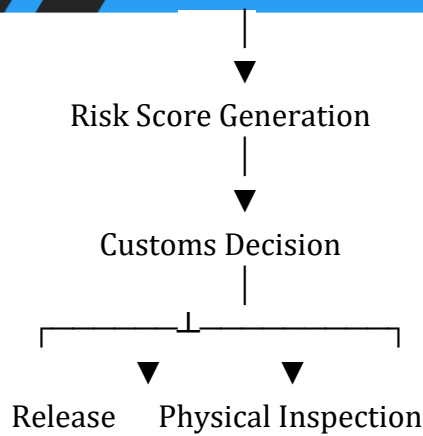 Risk Score Generation
Customs Decision
Release Physical Inspection